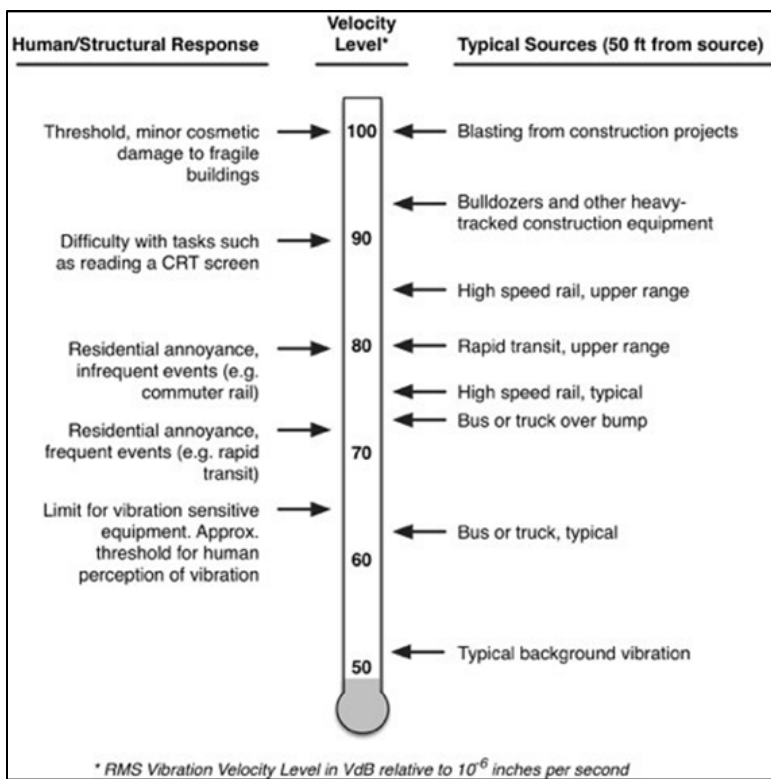 Human/Structural Response
Velocity
Level*
Typical Sources (50 ft from source)
Threshold, minor cosmetic
damage to fragile
buildings
100
Blasting from construction projects
Bulldozers and other heavy-
tracked construction equipment
Difficulty with tasks such
as reading a CRT screen
90
High speed rail, upper range
Residential annoyance,
infrequent events (e.g.
commuter rail)
80
Rapid transit, upper range
High speed rail, typical
Bus or truck over bump
Residential annoyance,
frequent events (e.g. rapid
transit)
70
Limit for vibration sensitive
equipment. Approx.
threshold for human
perception of vibration
Bus or truck, typical
60
50
Typical background vibration
* RMS Vibration Velocity Level in VdB relative to 10⁻⁶ inches per second